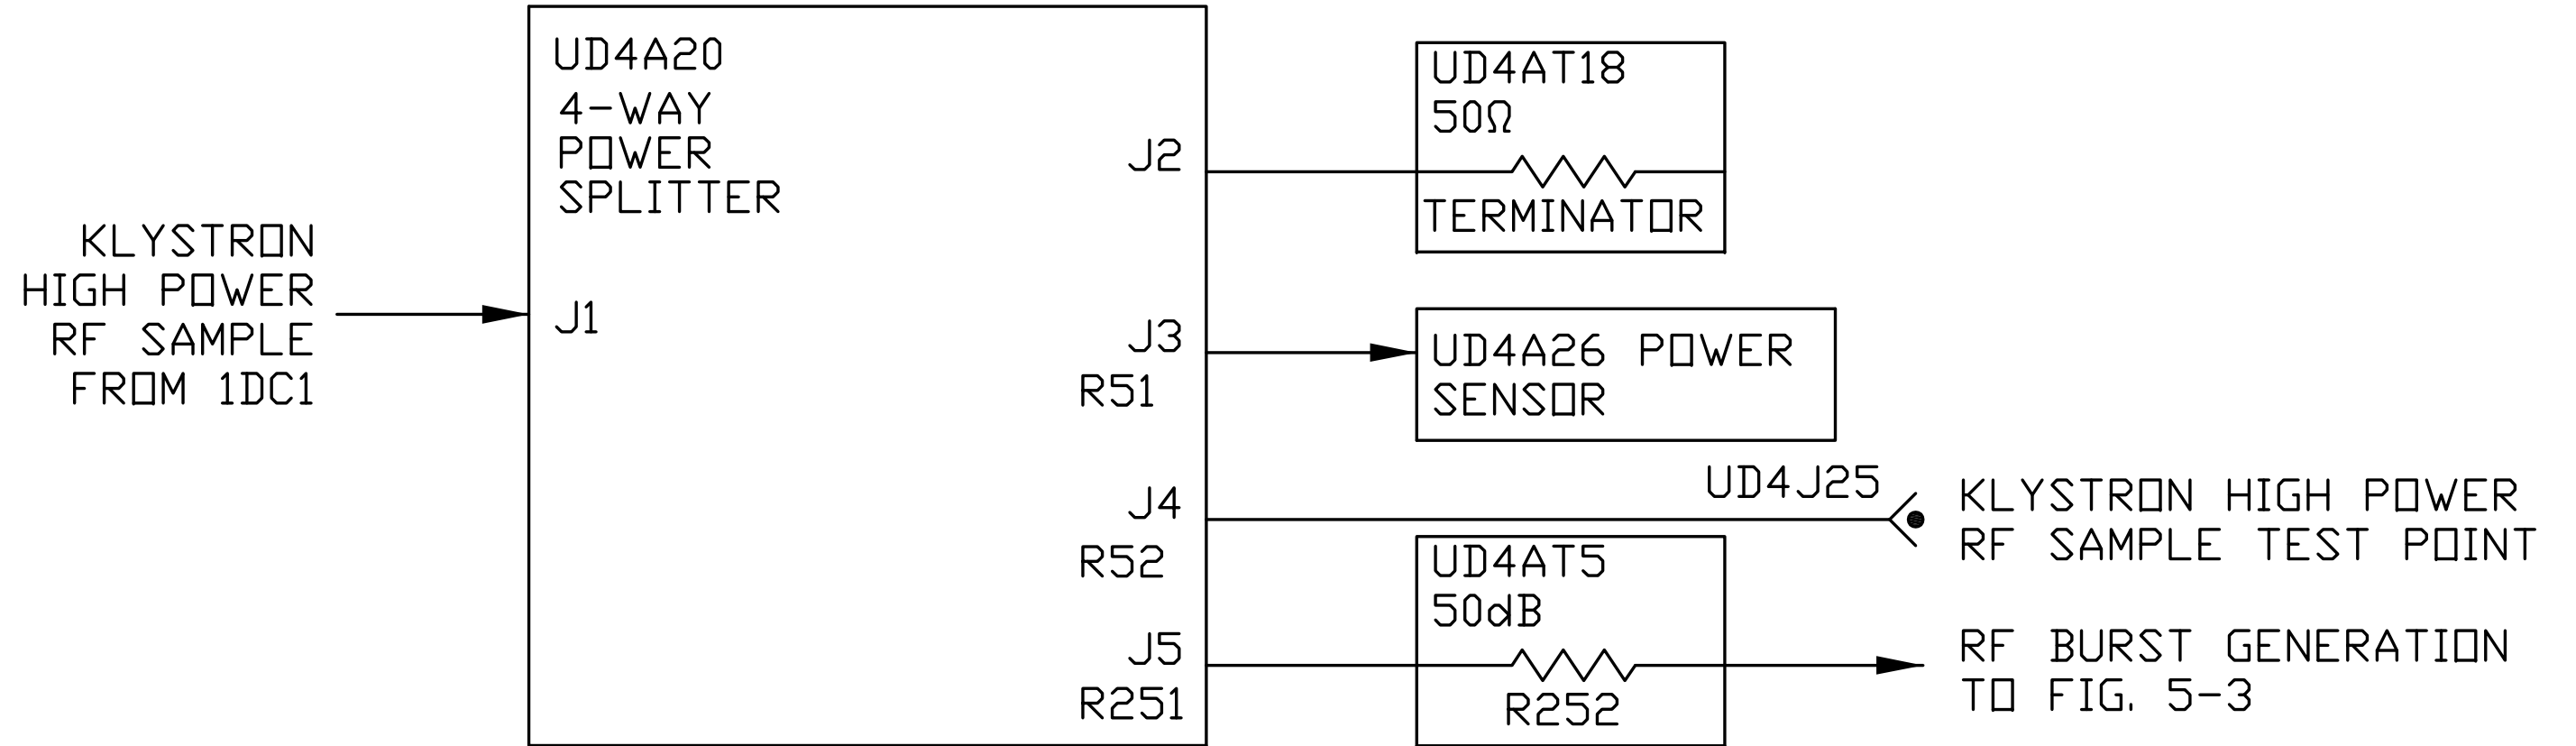 UD4A20
4-WAY
POWER
SPLITTER
KLYSTRON
HIGH POWER
RF SAMPLE
FROM 1DC1
J1
J2
J3
R51
J4
R52
J5
R251
UD4AT18
50Ω
TERMINATOR
UD4A26 POWER
SENSOR
UD4J25
KLYSTRON HIGH POWER
RF SAMPLE TEST POINT
UD4AT5
50dB
R252
RF BURST GENERATION
TO FIG. 5-3